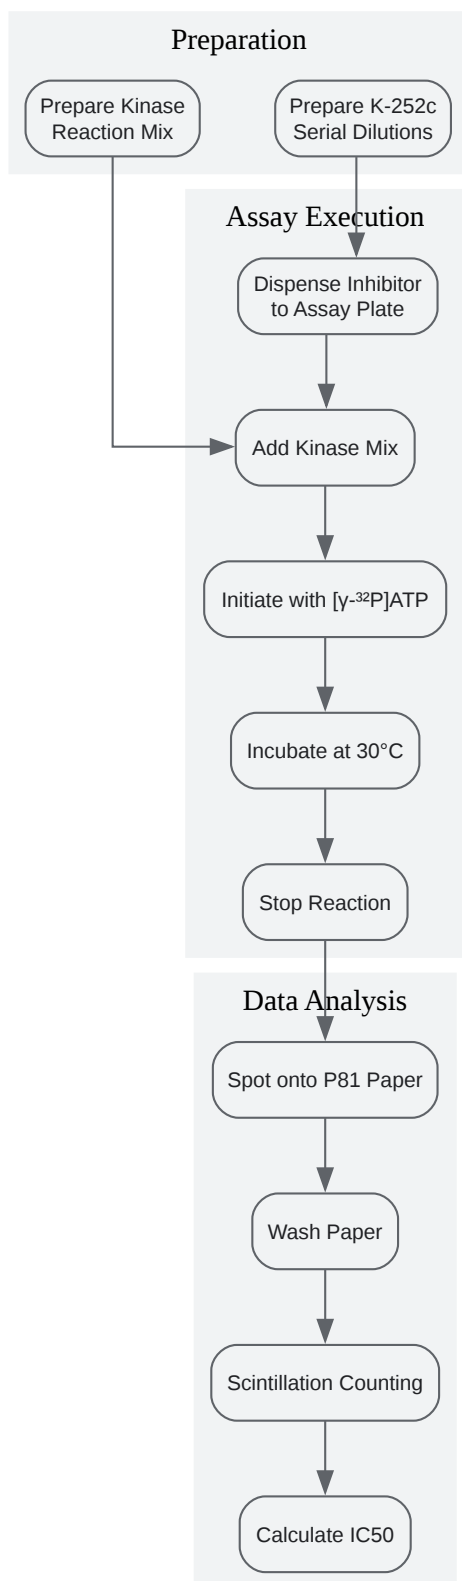 Preparation
Prepare Kinase
Reaction Mix
Prepare K-252c
Serial Dilutions
Assay Execution
Dispense Inhibitor
to Assay Plate
Add Kinase Mix
Initiate with [γ-³²P]ATP
Incubate at 30°C
Stop Reaction
Data Analysis
Spot onto P81 Paper
Wash Paper
Scintillation Counting
Calculate IC50